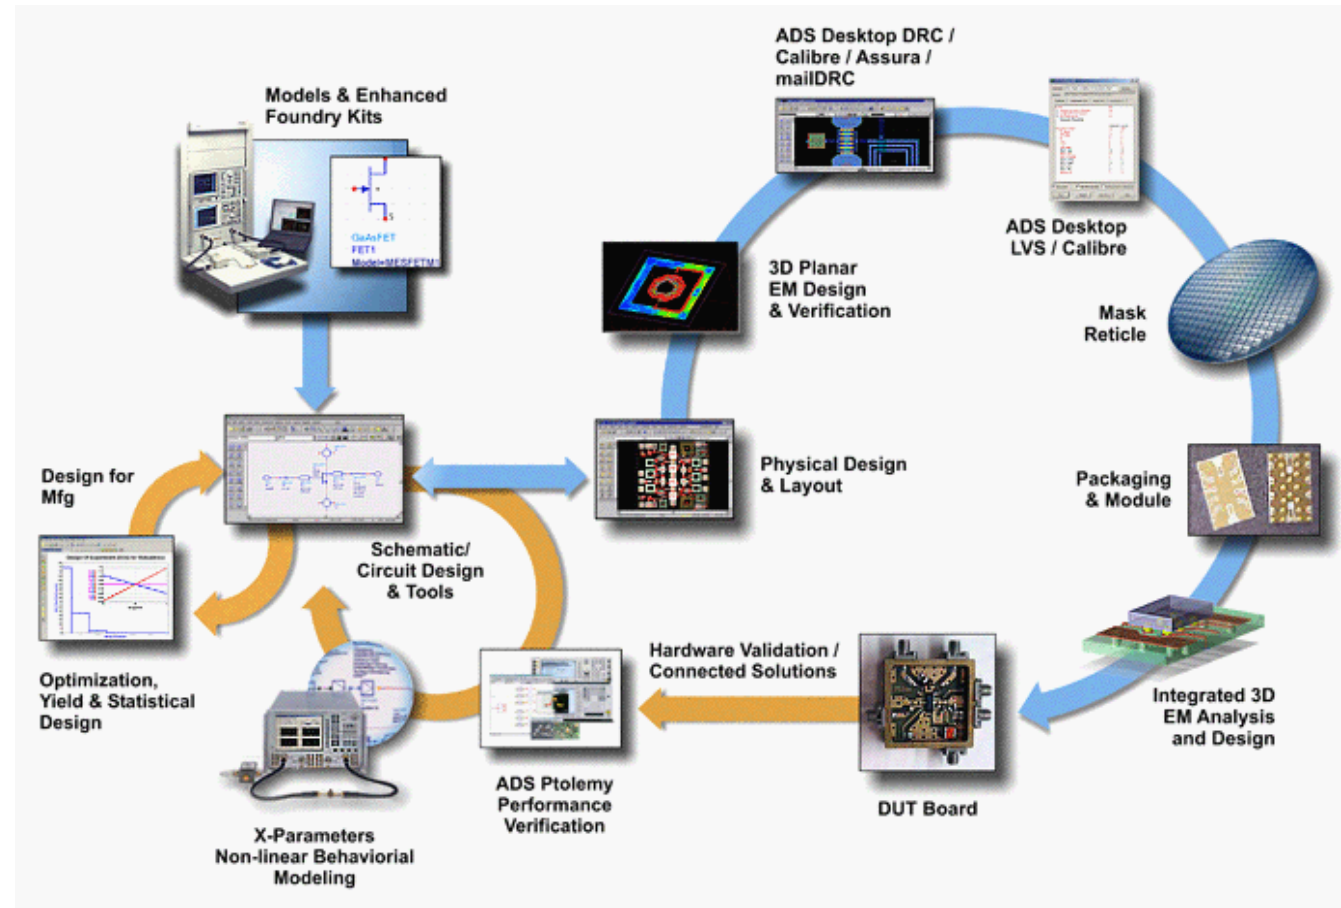 Models & Enhanced
Foundry Kits
GaAsFET
FET1
Model=MESFETM1
ADS Desktop DRC /
Calibre / Assura /
mailDRC
ADS Desktop
LVS / Calibre
3D Planar
EM Design
& Verification
Mask
Reticle
Physical Design
& Layout
Packaging
& Module
Design for
Mfg
Schematic/
Circuit Design
& Tools
Optimization,
Yield & Statistical
Design
Hardware Validation /
Connected Solutions
Integrated 3D
EM Analysis
and Design
DUT Board
ADS Ptolemy
Performance
Verification
X-Parameters
Non-linear Behaviorial
Modeling